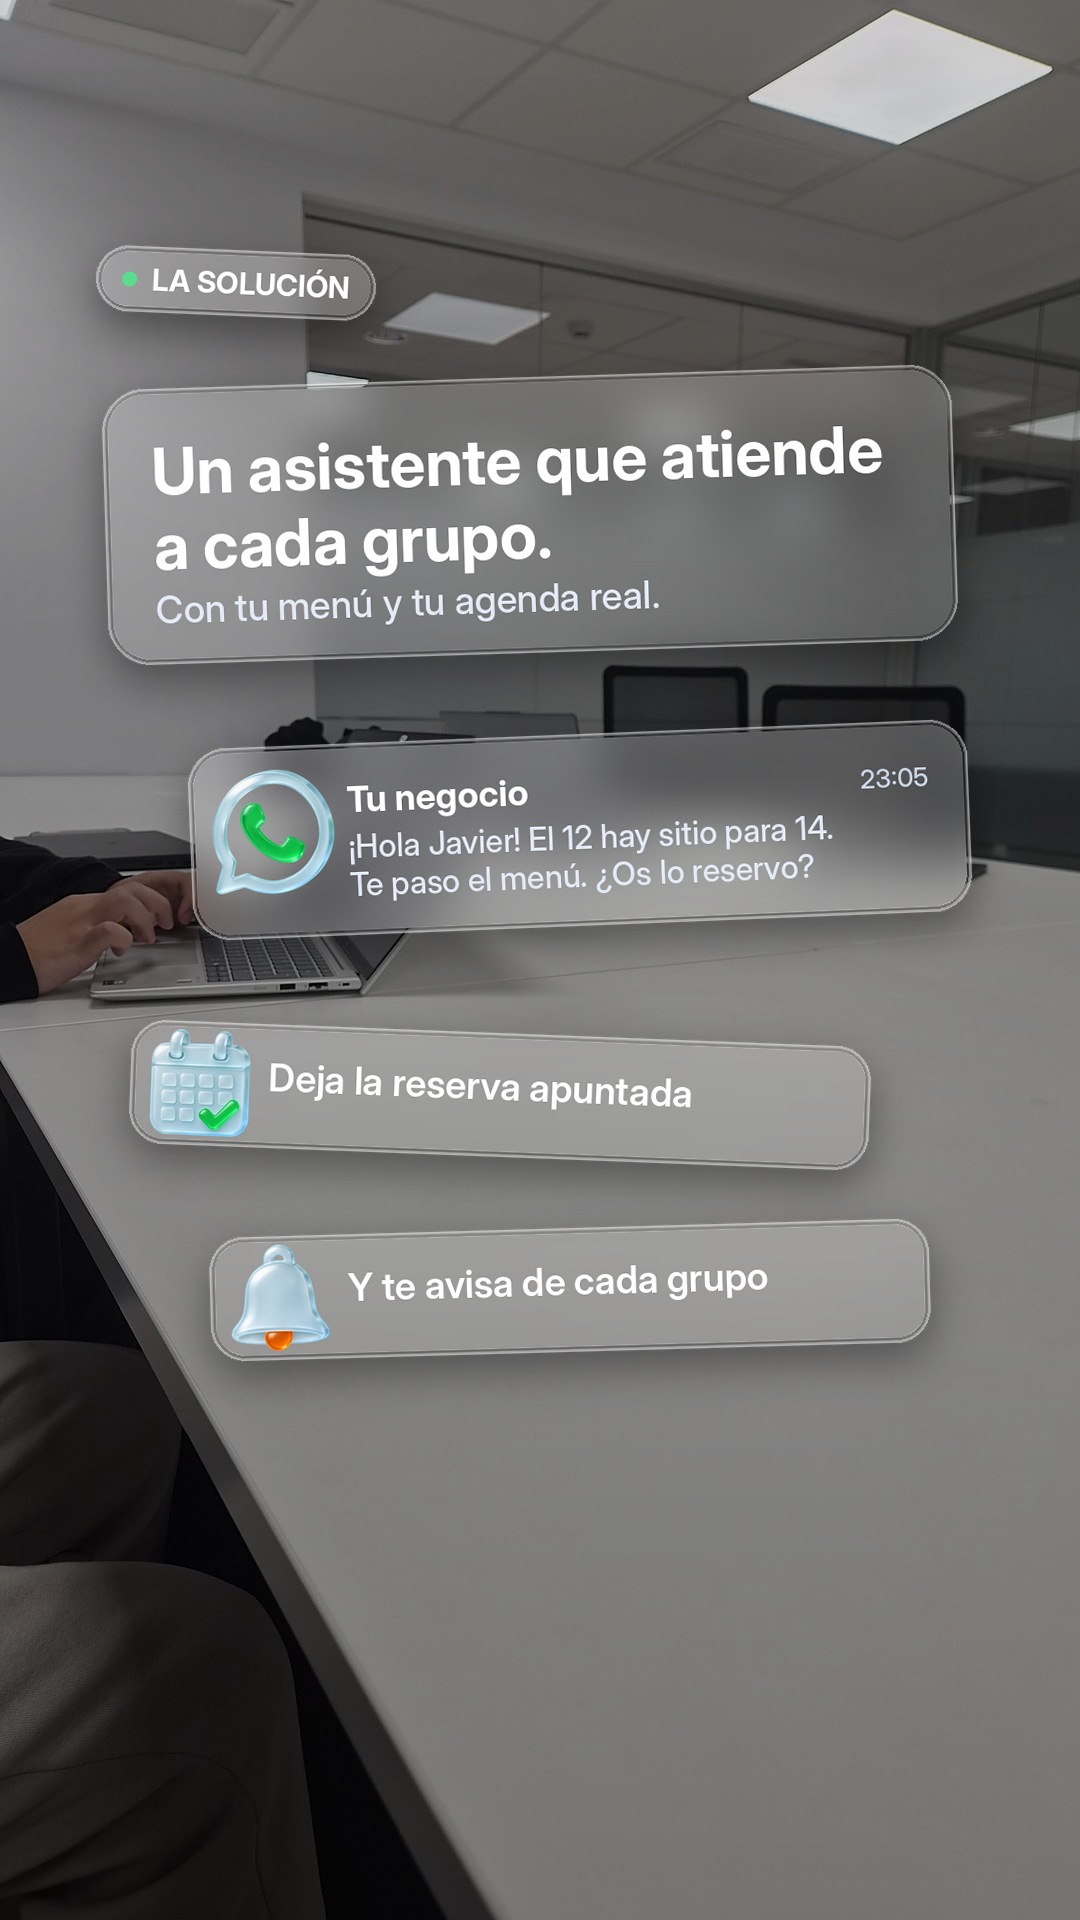 LA SOLUCIÓN
Un asistente que atiende
a cada grupo.
Con tu menú y tu agenda real.
Tu negocio
23:05
¡Hola Javier! El 12 hay sitio para 14.
Te paso el menú. ¿Os lo reservo?
Deja la reserva apuntada
Y te avisa de cada grupo